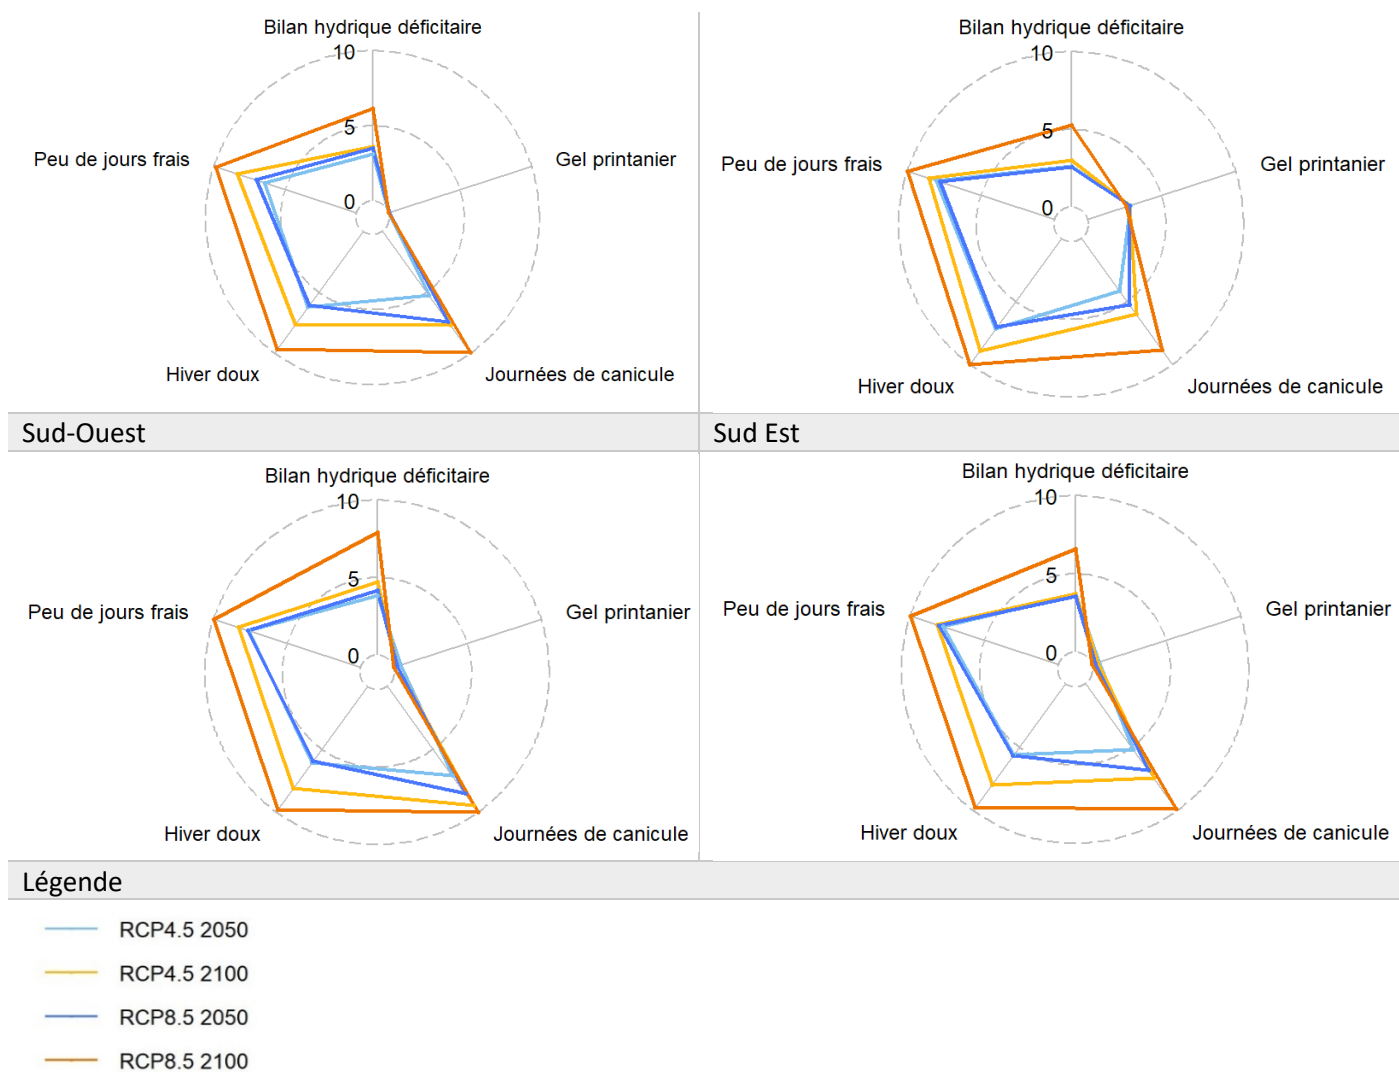 Bilan hydrique déficitaire
10
5
0
Gel printanier
Peu de jours frais
Hiver doux
Journées de canicule
Bilan hydrique déficitaire
10
5
0
Gel printanier
Peu de jours frais
Hiver doux
Journées de canicule
Sud-Ouest
Sud Est
Bilan hydrique déficitaire
10
5
0
Gel printanier
Peu de jours frais
Hiver doux
Journées de canicule
Bilan hydrique déficitaire
10
5
0
Gel printanier
Peu de jours frais
Hiver doux
Journées de canicule
Légende
RCP4.5 2050
RCP4.5 2100
RCP8.5 2050
RCP8.5 2100